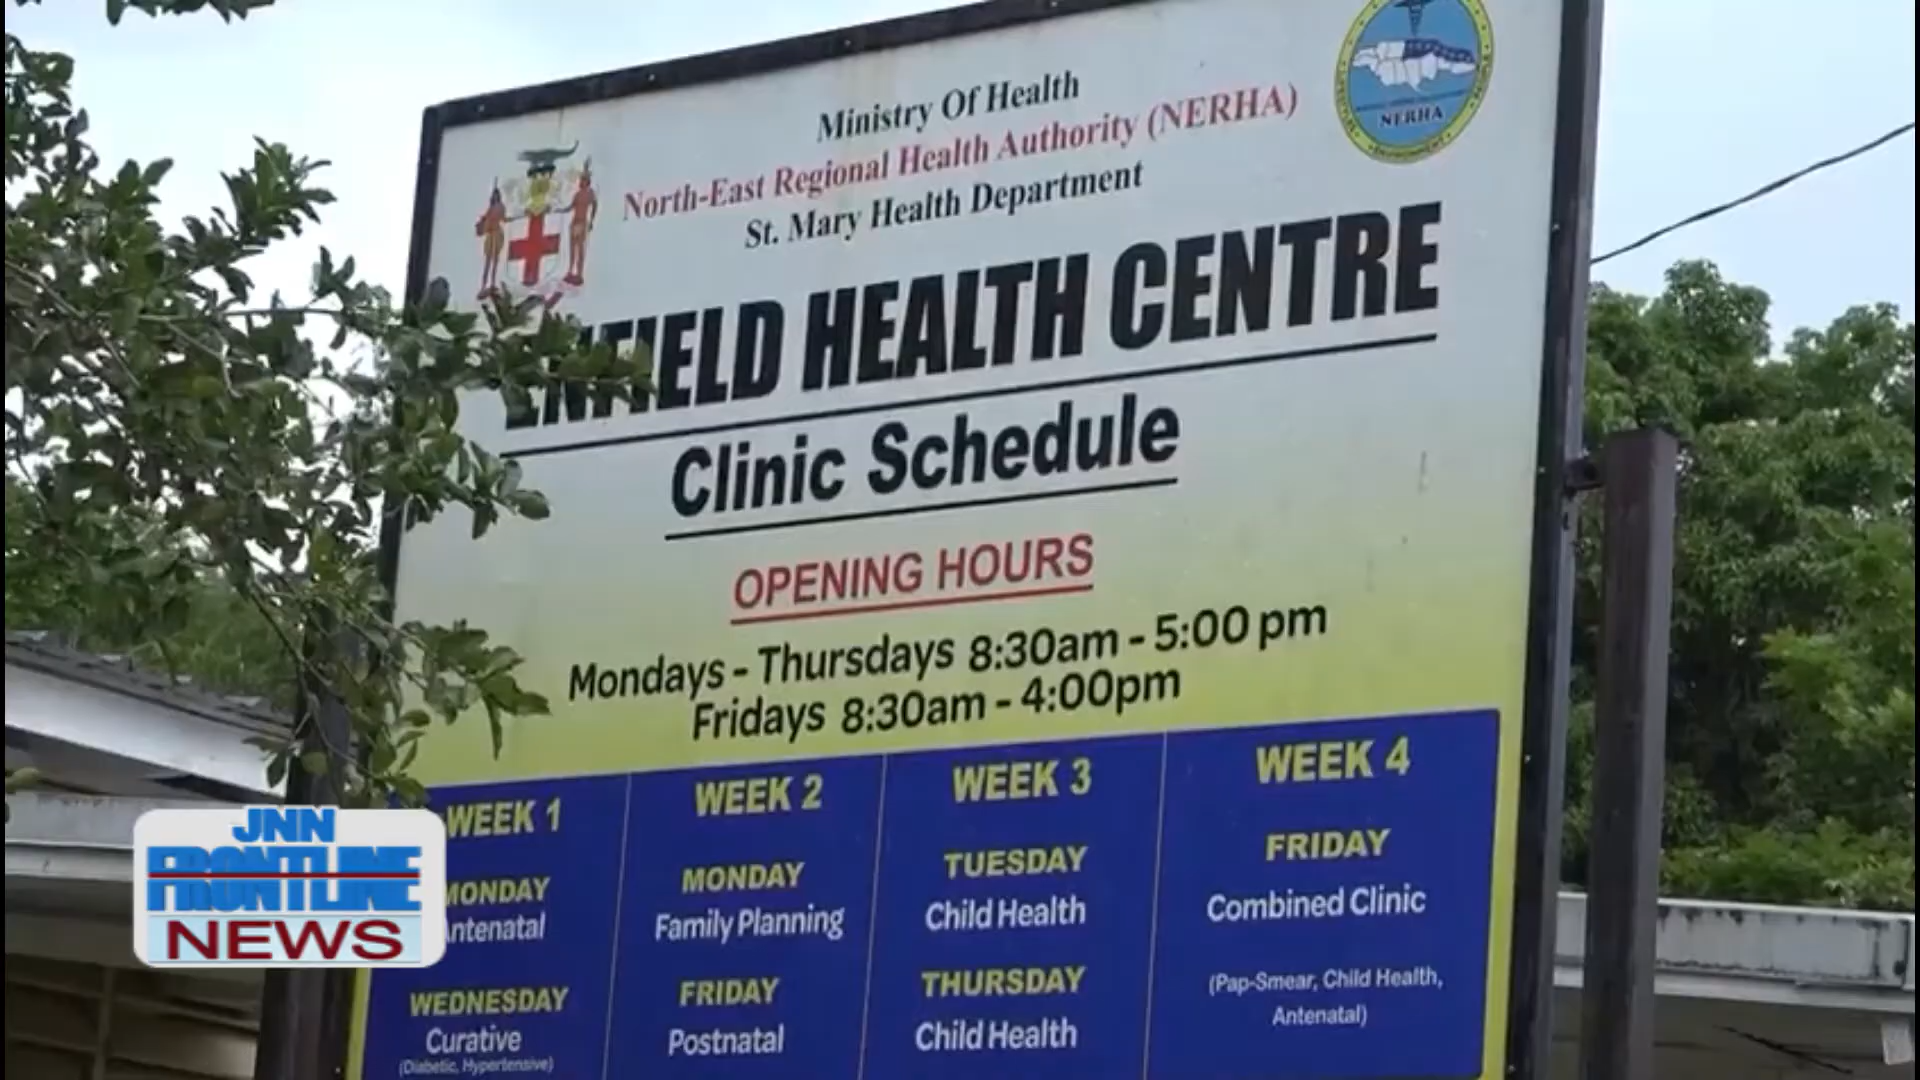 Ministry Of Health
North-East Regional Health Authority (NERHA)
St. Mary Health Department
NERHA
ENFIELD HEALTH CENTRE
Clinic Schedule
OPENING HOURS
Mondays - Thursdays 8:30am - 5:00 pm
Fridays 8:30am - 4:00pm
WEEK 1
MONDAY
Antenatal
WEDNESDAY
Curative
(Diabetic, Hypertensive)
WEEK 2
MONDAY
Family Planning
FRIDAY
Postnatal
WEEK 3
TUESDAY
Child Health
THURSDAY
Child Health
WEEK 4
FRIDAY
Combined Clinic
(Pap-Smear, Child Health,
Antenatal)
JNN
FRONTLINE
NEWS